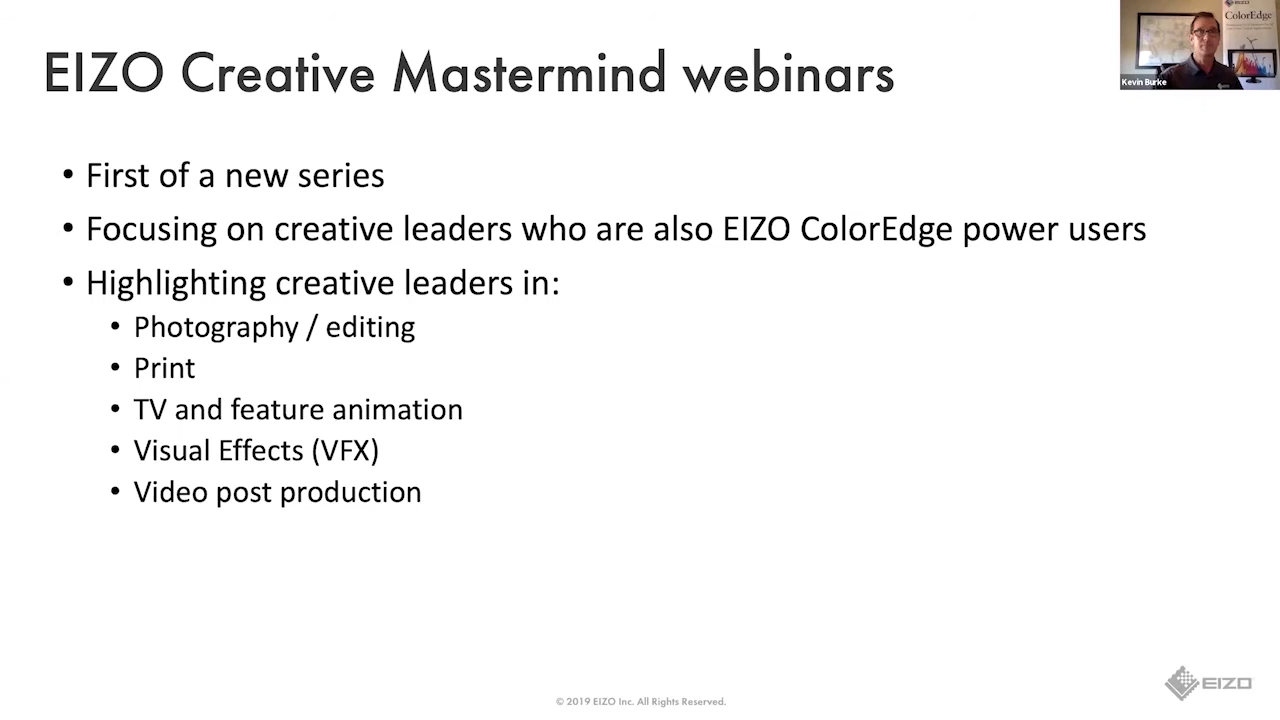 EIZO Creative Mastermind webinars
EIZO
ColorEdge
Kevin Burke
• First of a new series
• Focusing on creative leaders who are also EIZO ColorEdge power users
• Highlighting creative leaders in:
• Photography / editing
• Print
• TV and feature animation
• Visual Effects (VFX)
• Video post production
EIZO
© 2019 EIZO Inc. All Rights Reserved.